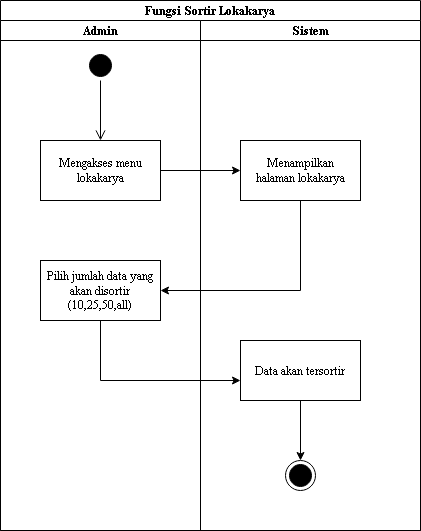 Fungsi Sortir Lokakarya
Admin
Sistem
Mengakses menu
lokakarya
Menampilkan
halaman lokakarya
Pilih jumlah data yang
akan disortir
(10,25,50,all)
Data akan tersortir